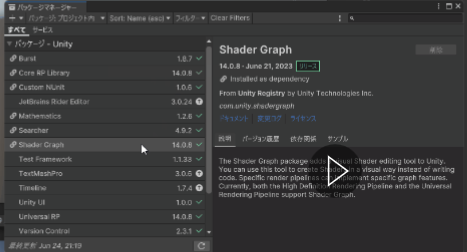 パッケージマネージャー
パッケージ: プロジェクト内
Sort: Name (asc)
フィルター
Clear Filters
すべて サービス
パッケージ - Unity
Burst 1.8.7
Core RP Library 14.0.8
Custom NUnit 1.0.6
JetBrains Rider Editor 3.0.24
Mathematics 1.2.6
Searcher 4.9.2
Shader Graph 14.0.8
Test Framework 1.1.33
TextMeshPro 3.0.6
Timeline 1.7.4
Unity UI 1.0.0
Universal RP 14.0.8
Version Control 2.3.1
最終更新 Jun 24, 21:19
Shader Graph
14.0.8 - June 21, 2023 リリース
Installed as dependency
From Unity Registry by Unity Technologies Inc.
com.unity.shadergraph
ドキュメント 変更ログ ライセンス
説明 バージョン履歴 依存関係 サンプル
The Shader Graph package adds a visual Shader editing tool to Unity.
You can use this tool to create Shaders in a visual way instead of writing
code. Specific render pipelines can implement specific graph features.
Currently, both the High Definition Rendering Pipeline and the Universal
Rendering Pipeline support Shader Graph.